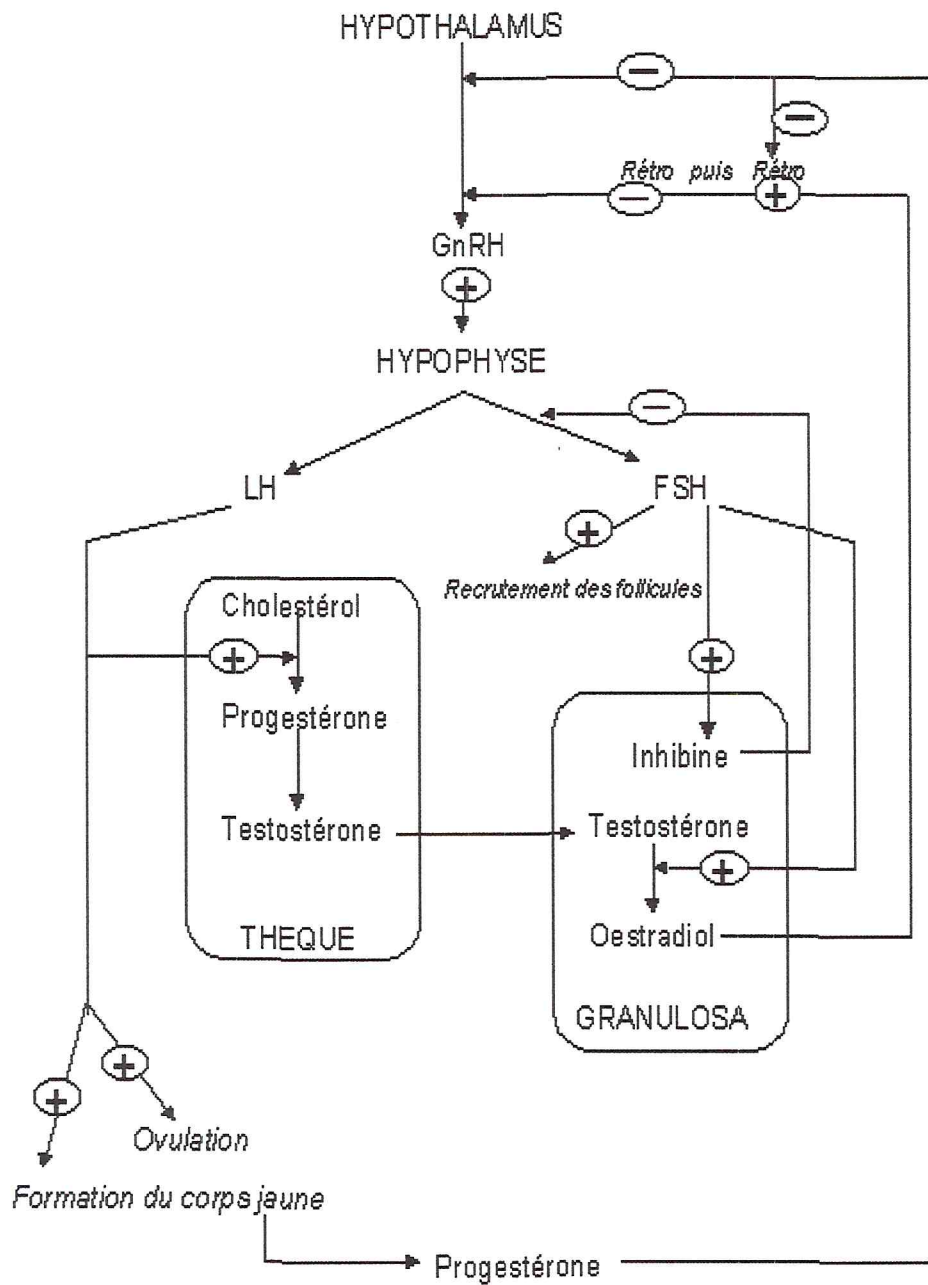 HYPOTHALAMUS
−
−
Rétro puis Rétro
−
+
GnRH
+
HYPOPHYSE
−
LH
FSH
+
Recrutement des follicules
Cholestérol
+
+
Progestérone
Inhibine
Testostérone
Testostérone
+
THEQUE
Oestradiol
GRANULOSA
+
+
Ovulation
Formation du corps jaune
Progestérone